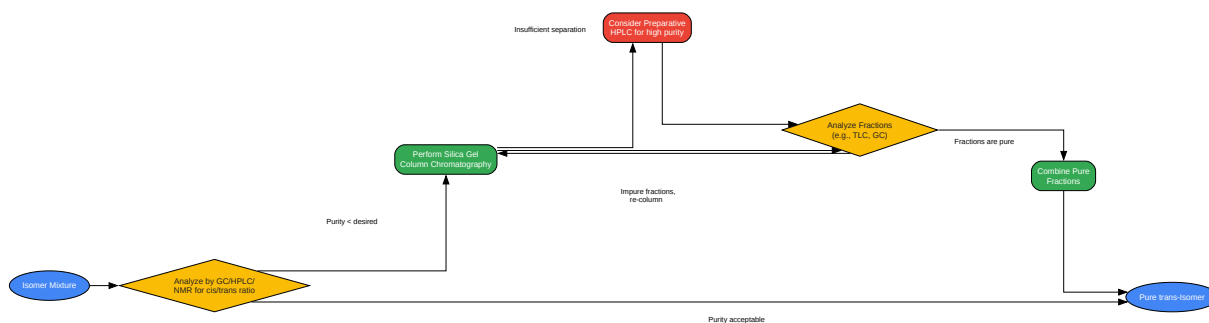 Insufficient separation
Consider Preparative
HPLC for high purity
Analyze Fractions
(e.g., TLC, GC)
Fractions are pure
Perform Silica Gel
Column Chromatography
Combine Pure
Fractions
Impure fractions,
re-column
Purity < desired
Isomer Mixture
Analyze by GC/HPLC/
NMR for cis/trans ratio
Pure trans-Isomer
Purity acceptable